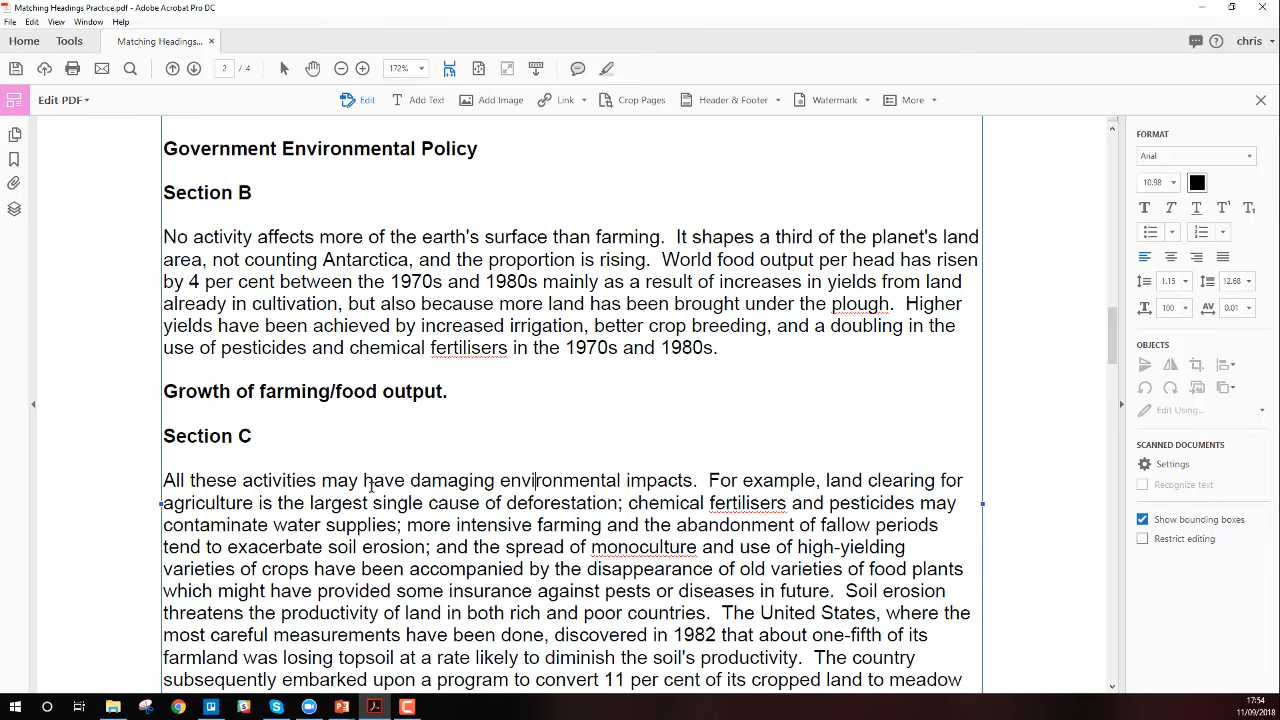 Matching Headings Practice.pdf - Adobe Acrobat Pro DC
File Edit View Window Help
Home Tools Matching Headings... × chris
2 / 4 172%
Edit PDF Edit Add Text Add Image Link Crop Pages Header & Footer Watermark More
Government Environmental Policy
Section B
No activity affects more of the earth's surface than farming.  It shapes a third of the planet's land
area, not counting Antarctica, and the proportion is rising.  World food output per head has risen
by 4 per cent between the 1970s and 1980s mainly as a result of increases in yields from land
already in cultivation, but also because more land has been brought under the plough.  Higher
yields have been achieved by increased irrigation, better crop breeding, and a doubling in the
use of pesticides and chemical fertilisers in the 1970s and 1980s.
Growth of farming/food output.
Section C
All these activities may have damaging environmental impacts.  For example, land clearing for
agriculture is the largest single cause of deforestation; chemical fertilisers and pesticides may
contaminate water supplies; more intensive farming and the abandonment of fallow periods
tend to exacerbate soil erosion; and the spread of monoculture and use of high-yielding
varieties of crops have been accompanied by the disappearance of old varieties of food plants
which might have provided some insurance against pests or diseases in future.  Soil erosion
threatens the productivity of land in both rich and poor countries.  The United States, where the
most careful measurements have been done, discovered in 1982 that about one-fifth of its
farmland was losing topsoil at a rate likely to diminish the soil's productivity.  The country
subsequently embarked upon a program to convert 11 per cent of its cropped land to meadow
FORMAT
Arial
10.98
T T T T¹ T₁
1.15 12.68
100 AV 0.01
OBJECTS
Edit Using...
SCANNED DOCUMENTS
Settings
Recognize text
Show bounding boxes
Restrict editing
17:54
11/09/2018